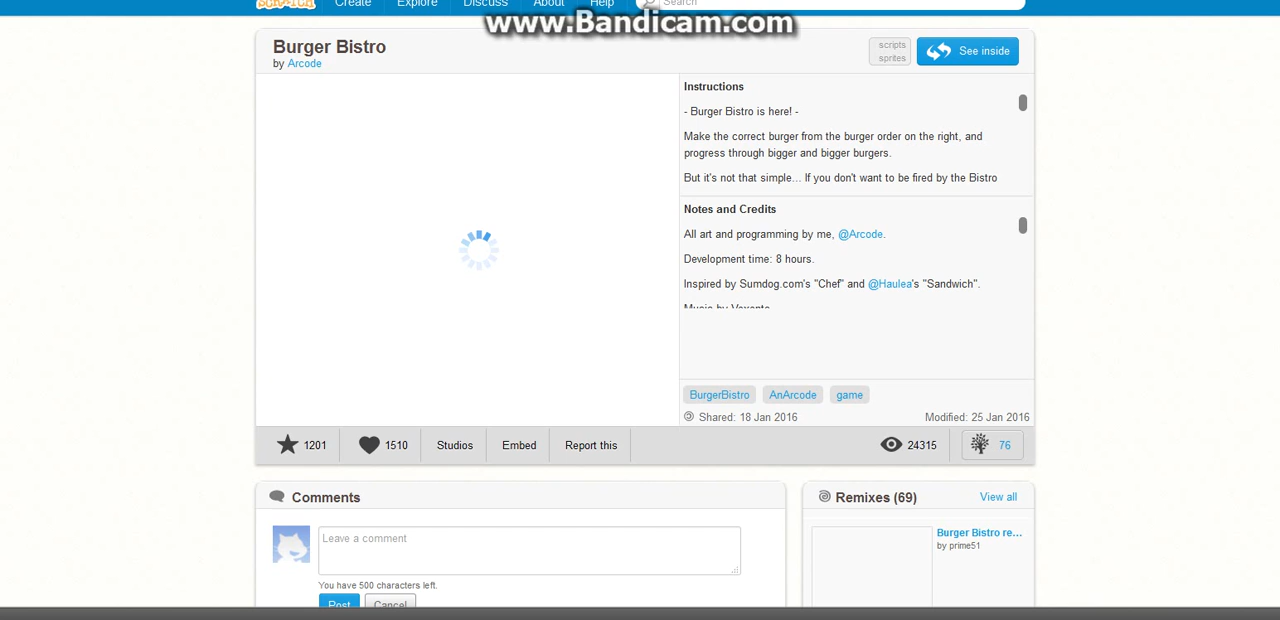 SCRATCH Create Explore Discuss About Help Search
www.Bandicam.com
Burger Bistro
by Arcode
scripts
sprites
See inside
Instructions
- Burger Bistro is here! -
Make the correct burger from the burger order on the right, and
progress through bigger and bigger burgers.
But it's not that simple... If you don't want to be fired by the Bistro
Notes and Credits
All art and programming by me, @Arcode.
Development time: 8 hours.
Inspired by Sumdog.com's "Chef" and @Haulea's "Sandwich".
Music by Voxonto
BurgerBistro AnArcode game
Shared: 18 Jan 2016 Modified: 25 Jan 2016
1201 1510 Studios Embed Report this 24315 76
Comments
Leave a comment
You have 500 characters left.
Post Cancel
Remixes (69) View all
Burger Bistro re...
by prime51